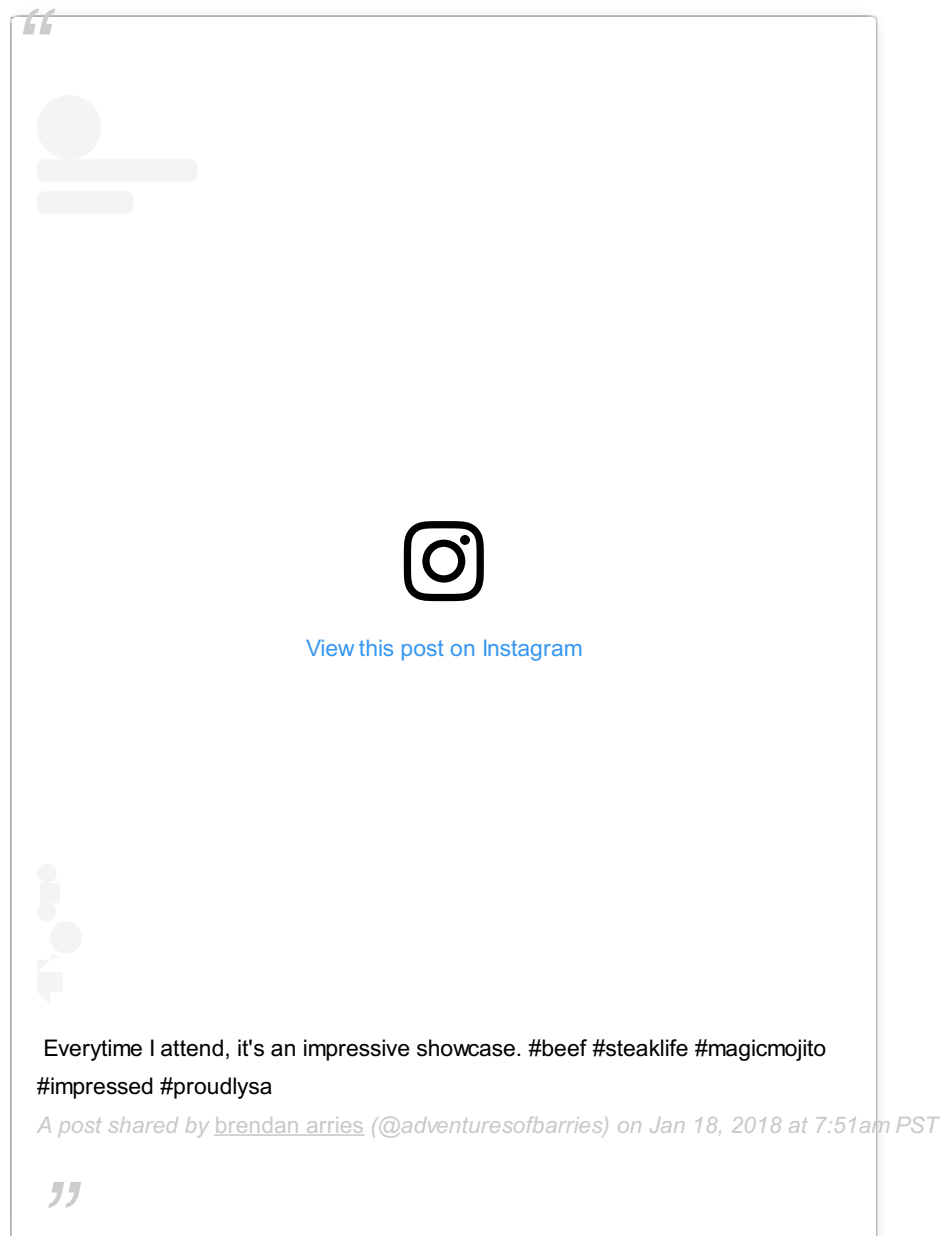 “
View this post on Instagram
Everytime I attend, it's an impressive showcase. #beef #steaklife #magicmojito
#impressed #proudlysa
A post shared by brendan arries (@adventuresofbarries) on Jan 18, 2018 at 7:51am PST
”